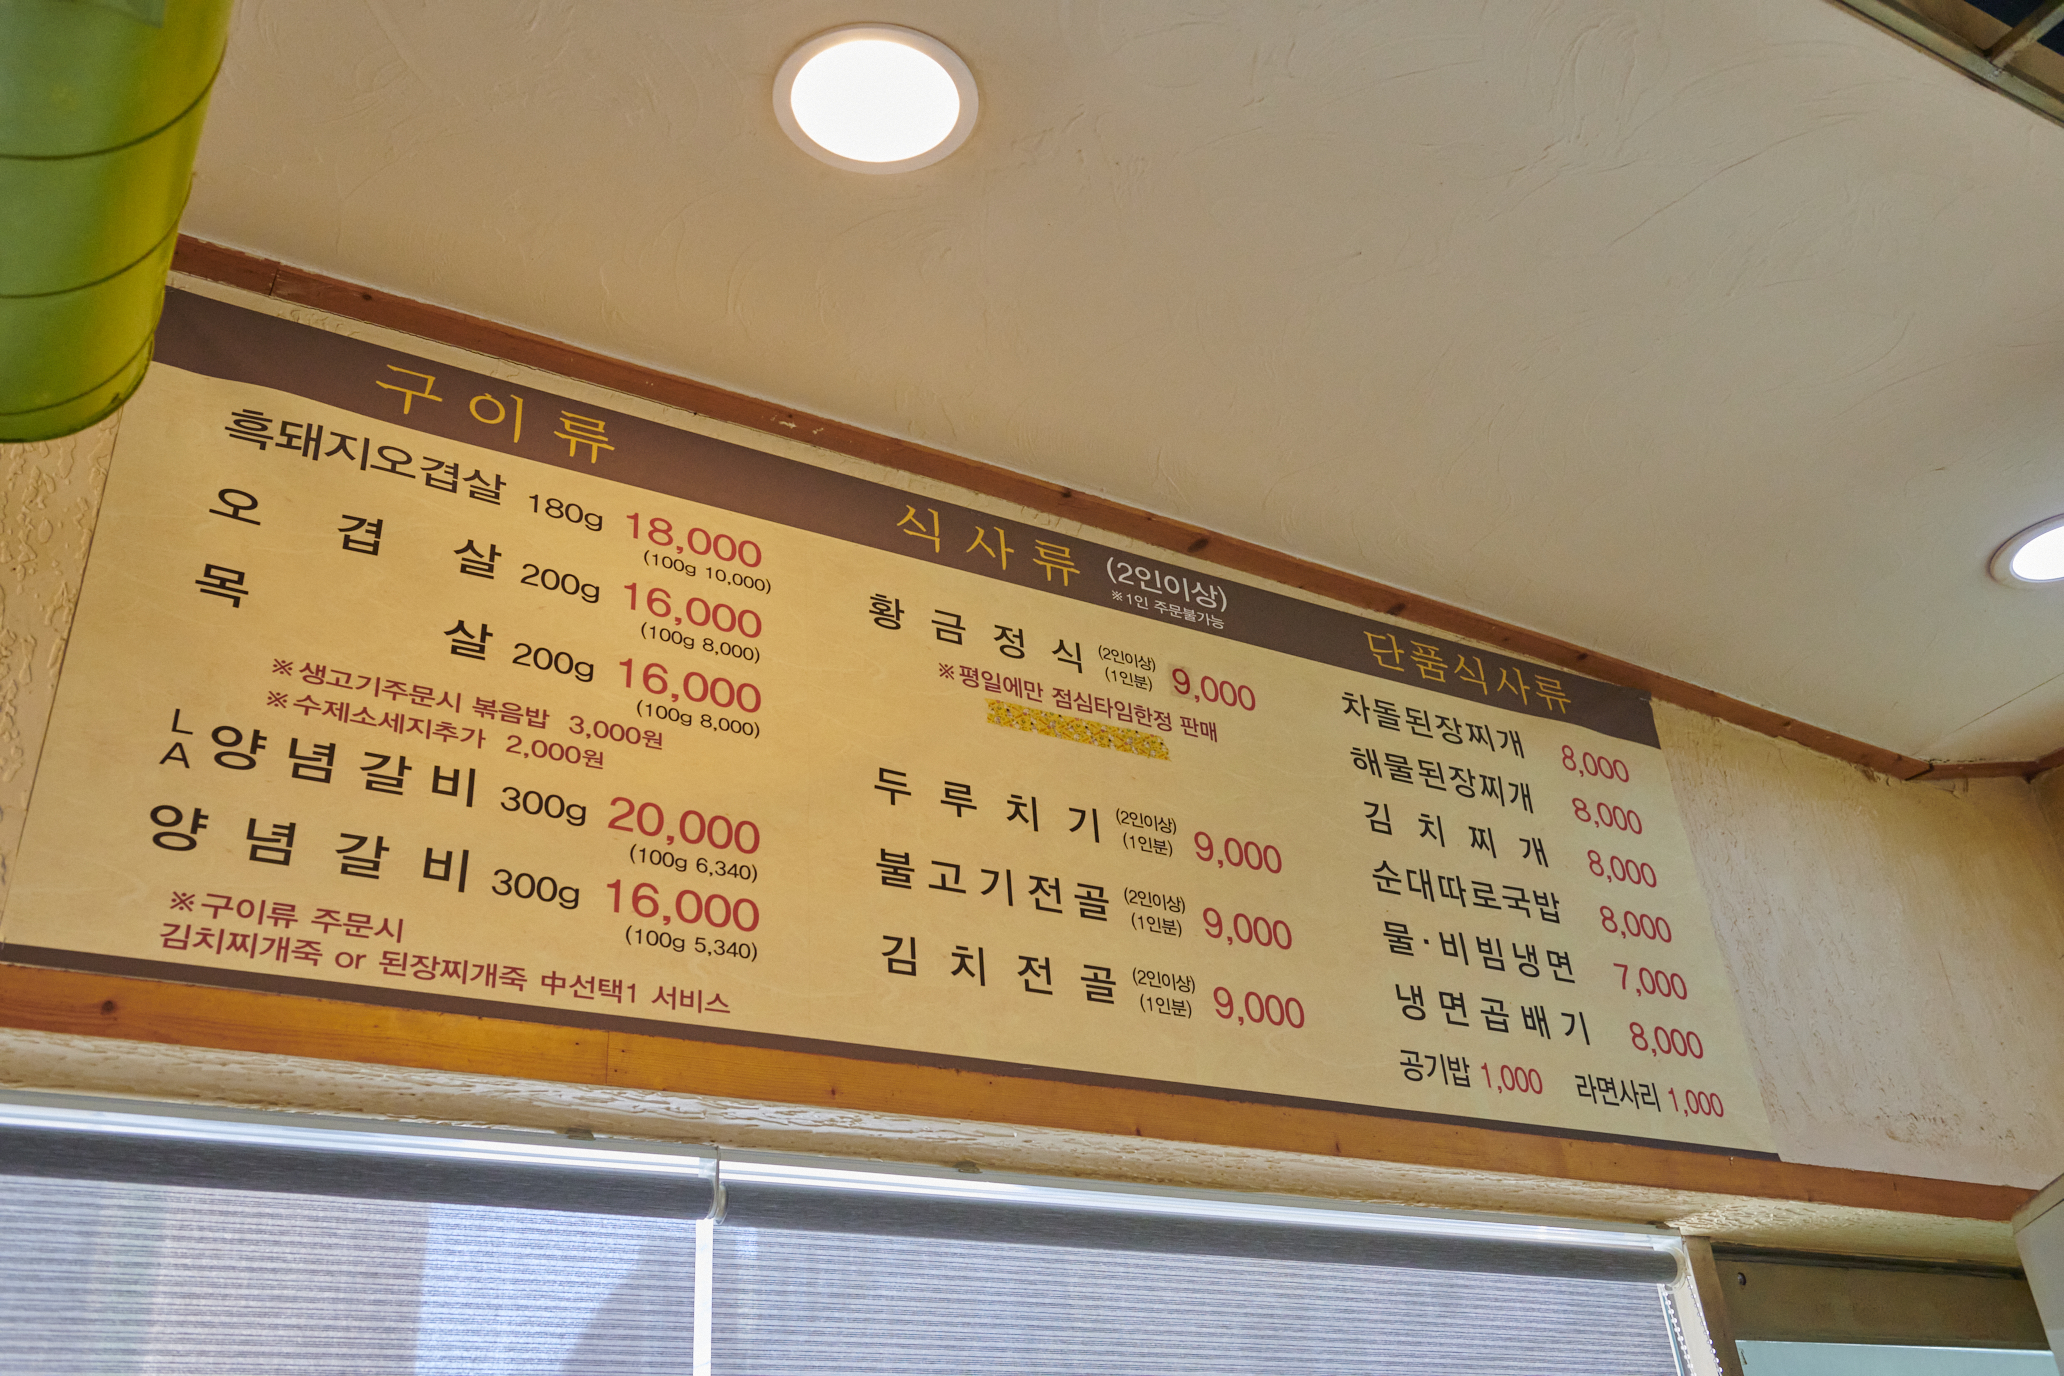 구이류
흑돼지오겹살 180g 18,000
(100g 10,000)
오 겹 살 200g 16,000
(100g 8,000)
목 살 200g 16,000
(100g 8,000)
※생고기주문시 볶음밥 3,000원
※수제소세지추가 2,000원
LA양념갈비 300g 20,000
(100g 6,340)
양념갈비 300g 16,000
(100g 5,340)
※구이류 주문시
김치찌개죽 or 된장찌개죽 中선택1 서비스
식사류 (2인이상)
※1인 주문불가능
황금정식 (2인이상) (1인분) 9,000
※평일에만 점심타임한정 판매
두루치기 (2인이상) (1인분) 9,000
불고기전골 (2인이상) (1인분) 9,000
김치전골 (2인이상) (1인분) 9,000
단품식사류
차돌된장찌개 8,000
해물된장찌개 8,000
김치찌개 8,000
순대따로국밥 8,000
물·비빔냉면 7,000
냉면곱배기 8,000
공기밥 1,000 라면사리 1,000